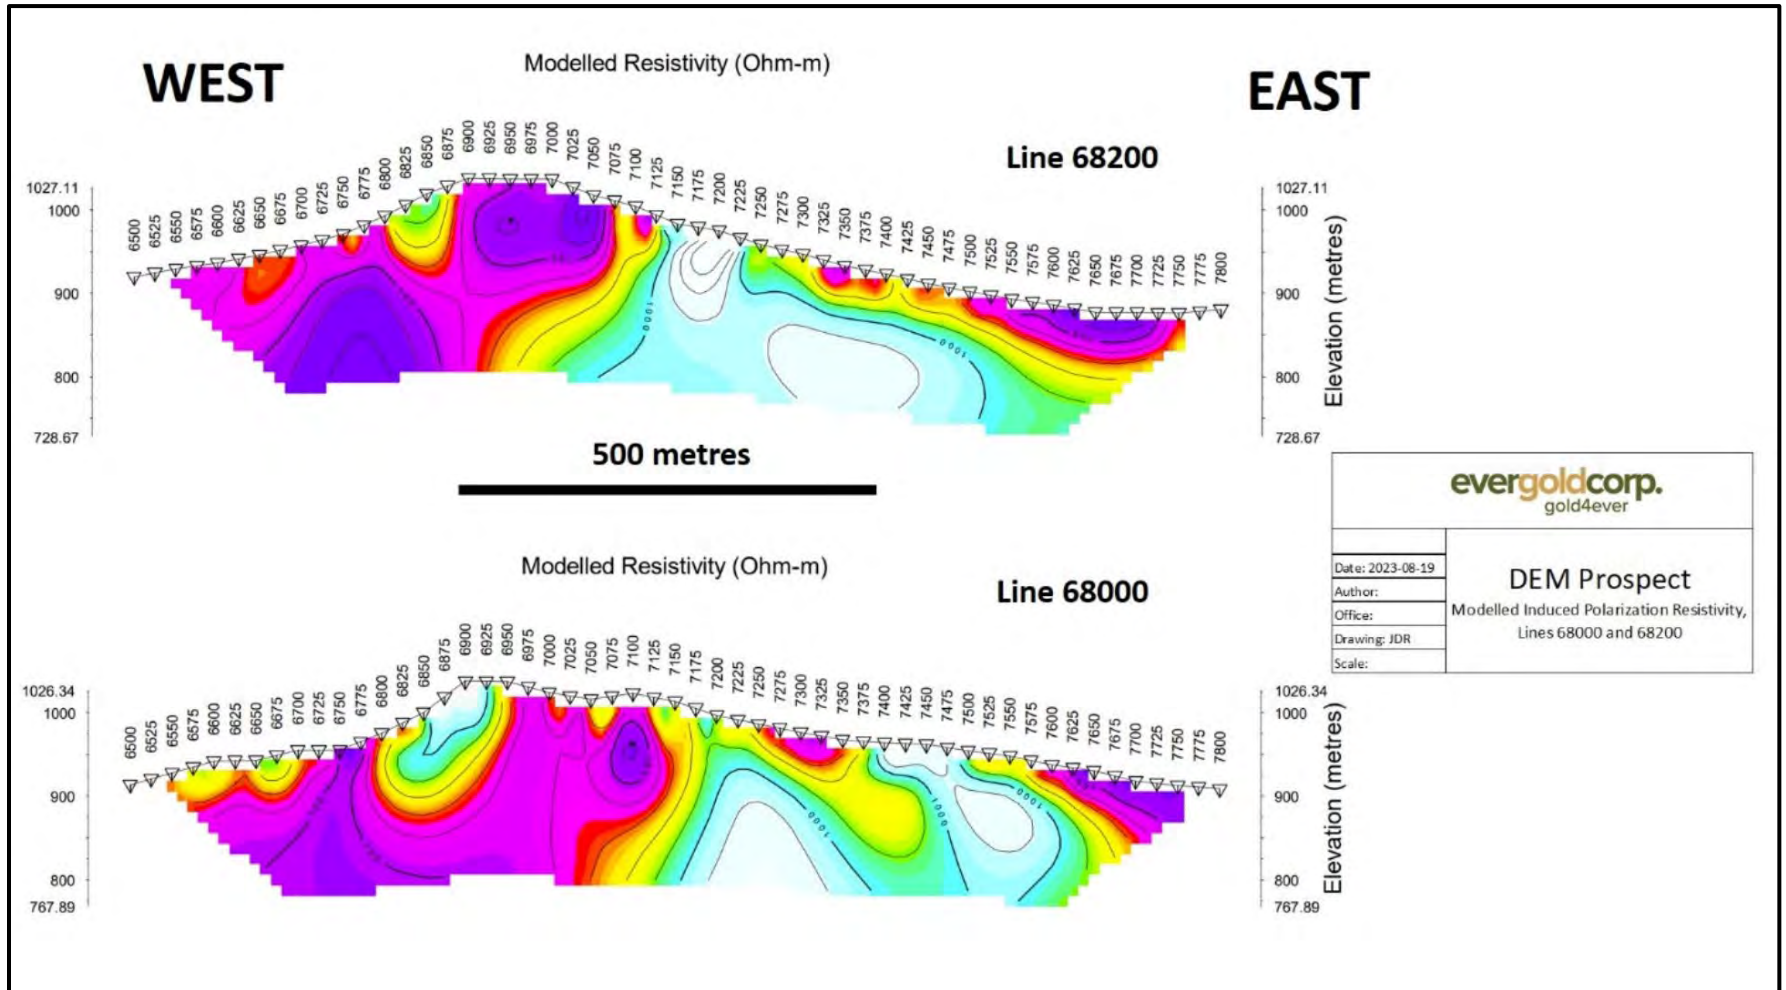 Modelled Resistivity (Ohm-m)
WEST
EAST
Line 68200
6500 6525 6550 6575 6600 6625 6650 6675 6700 6725 6750 6775 6800 6825 6850 6875 6900 6925 6950 6975 7000 7025 7050 7075 7100 7125 7150 7175 7200 7225 7250 7275 7300 7325 7350 7375 7400 7425 7450 7475 7500 7525 7550 7575 7600 7625 7650 7675 7700 7725 7750 7775 7800
1027.11
1000
900
800
728.67
1000
1000
1027.11
1000
900
800
728.67
Elevation (metres)
500 metres
evergoldcorp.
gold4ever
Date: 2023-08-19
Author:
Office:
Drawing: JDR
Scale:
DEM Prospect
Modelled Induced Polarization Resistivity,
Lines 68000 and 68200
Modelled Resistivity (Ohm-m)
Line 68000
6500 6525 6550 6575 6600 6625 6650 6675 6700 6725 6750 6775 6800 6825 6850 6875 6900 6925 6950 6975 7000 7025 7050 7075 7100 7125 7150 7175 7200 7225 7250 7275 7300 7325 7350 7375 7400 7425 7450 7475 7500 7525 7550 7575 7600 7625 7650 7675 7700 7725 7750 7775 7800
1026.34
1000
900
800
767.89
1000
1000
1000
1026.34
1000
900
800
767.89
Elevation (metres)